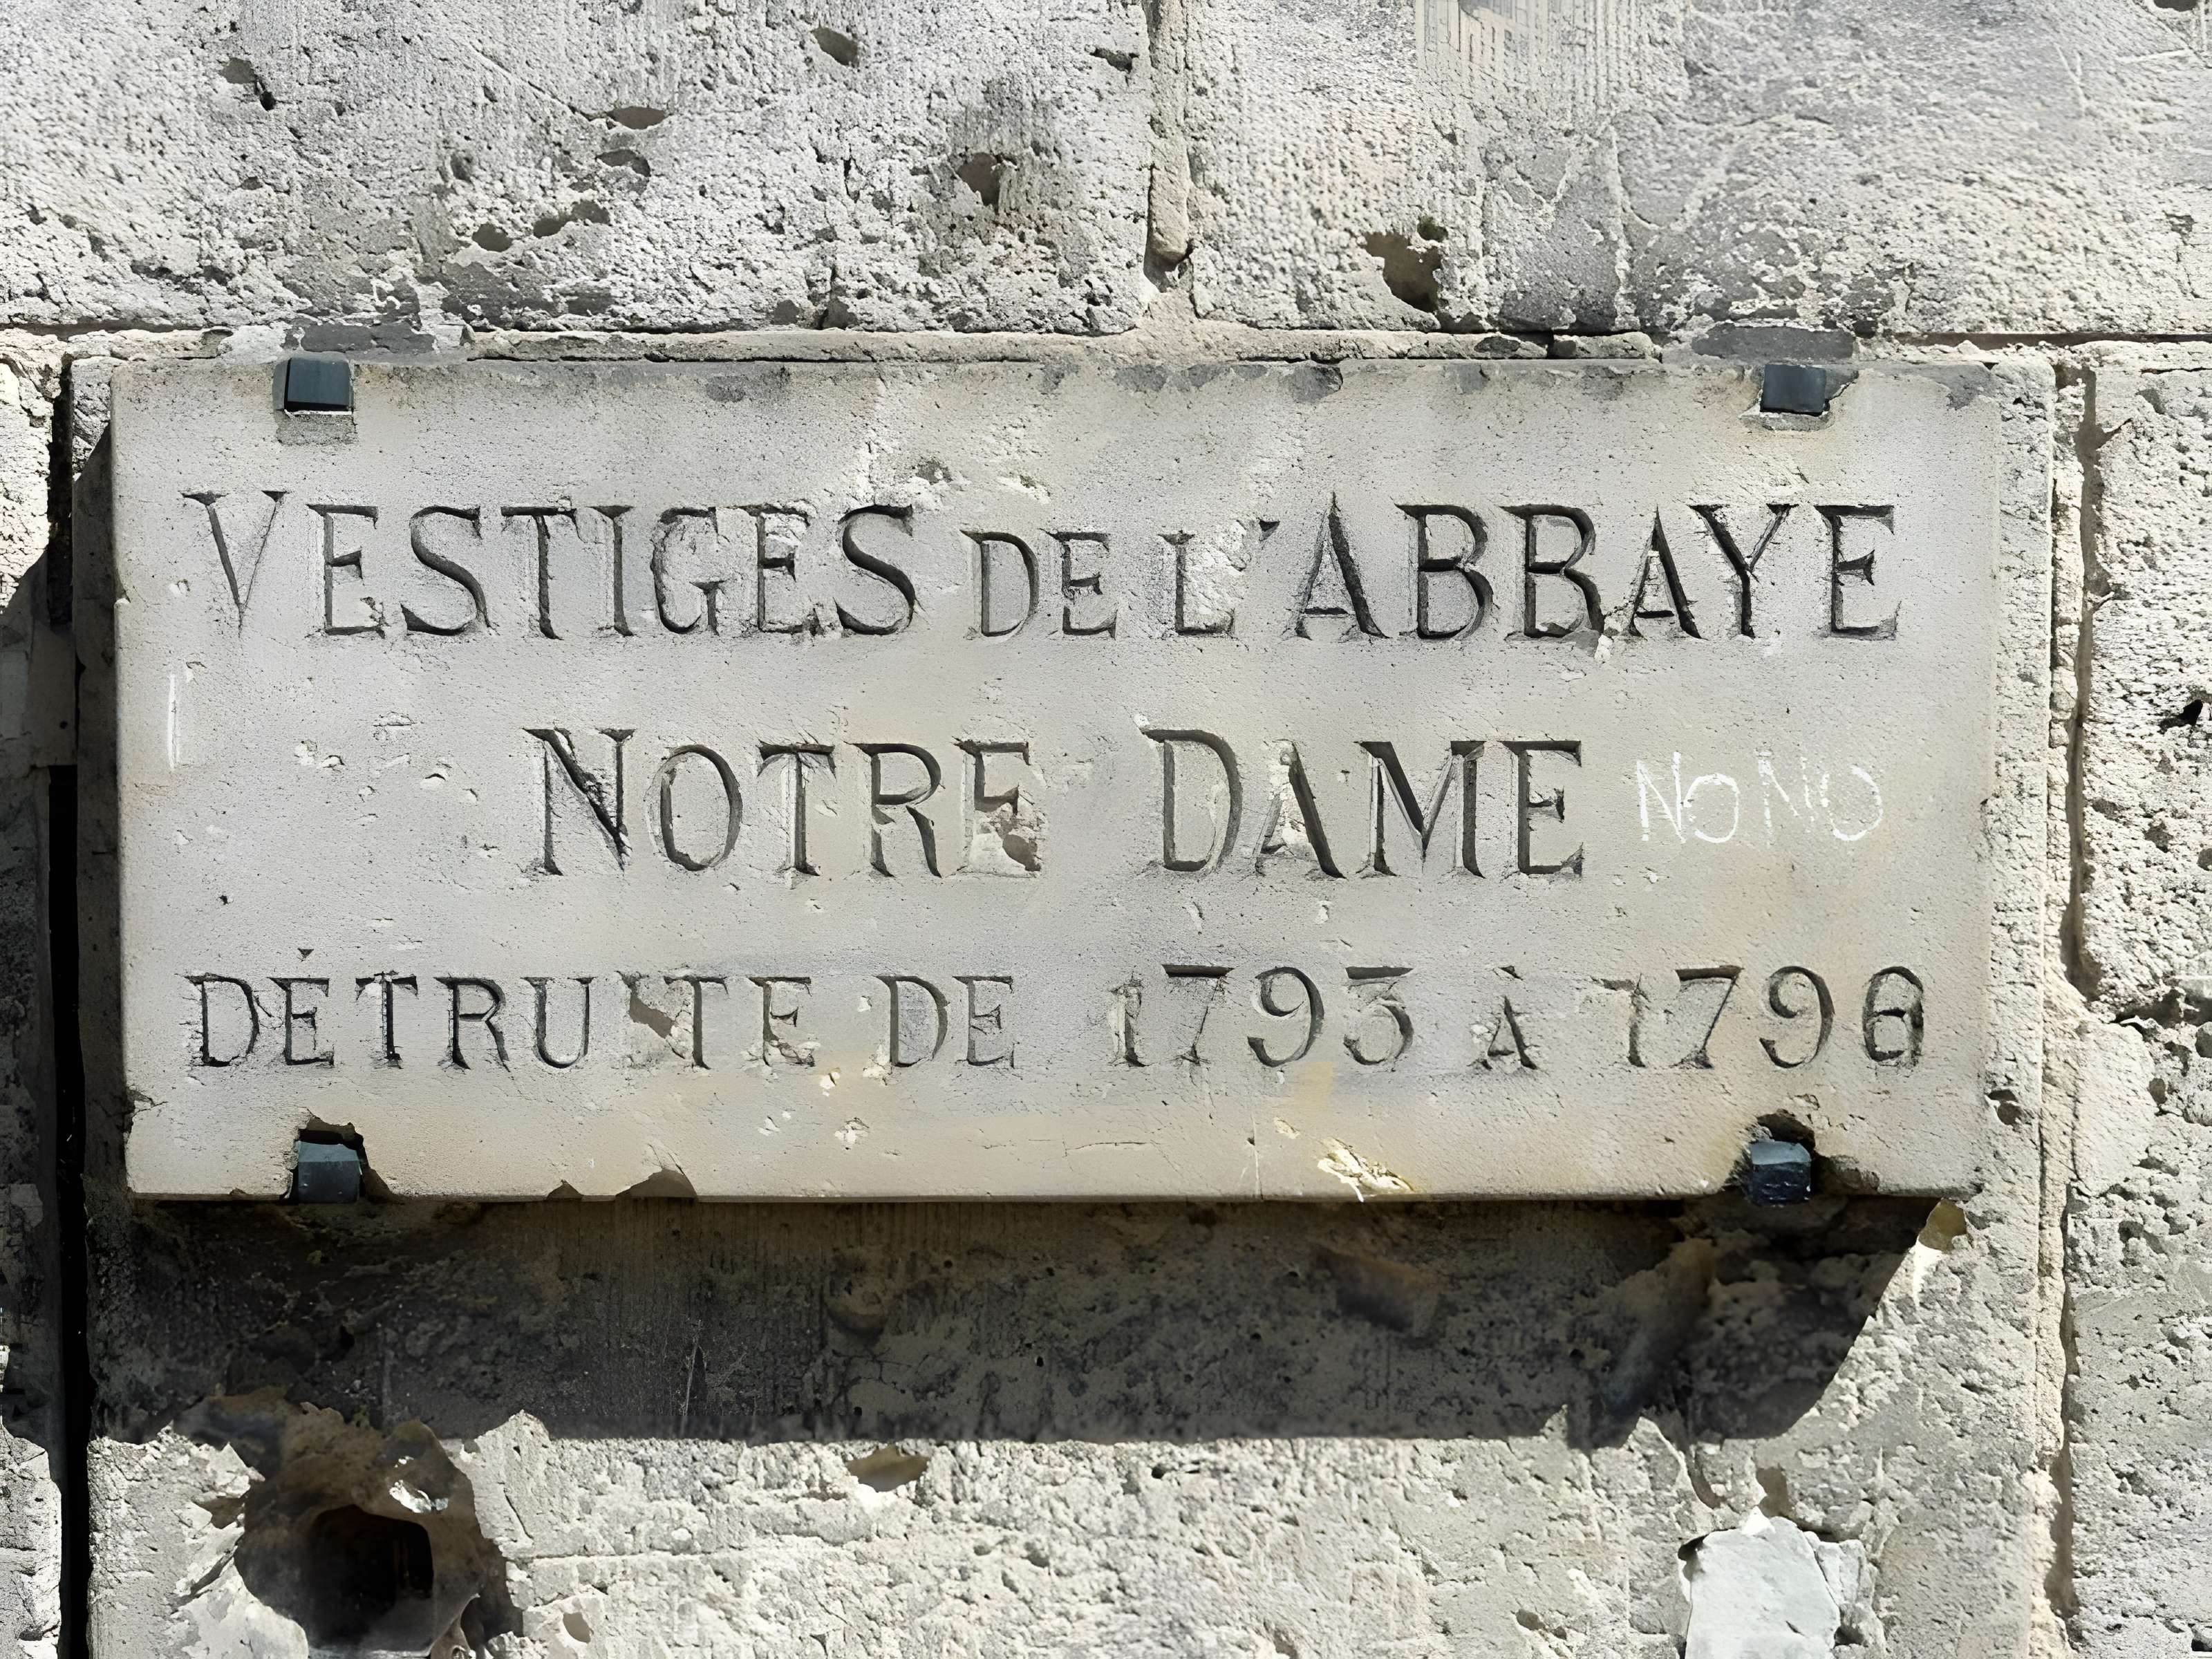 VESTIGES DE L'ABBAYE
NOTRE DAME NONO
DÉTRUITE DE 1793 À 1796